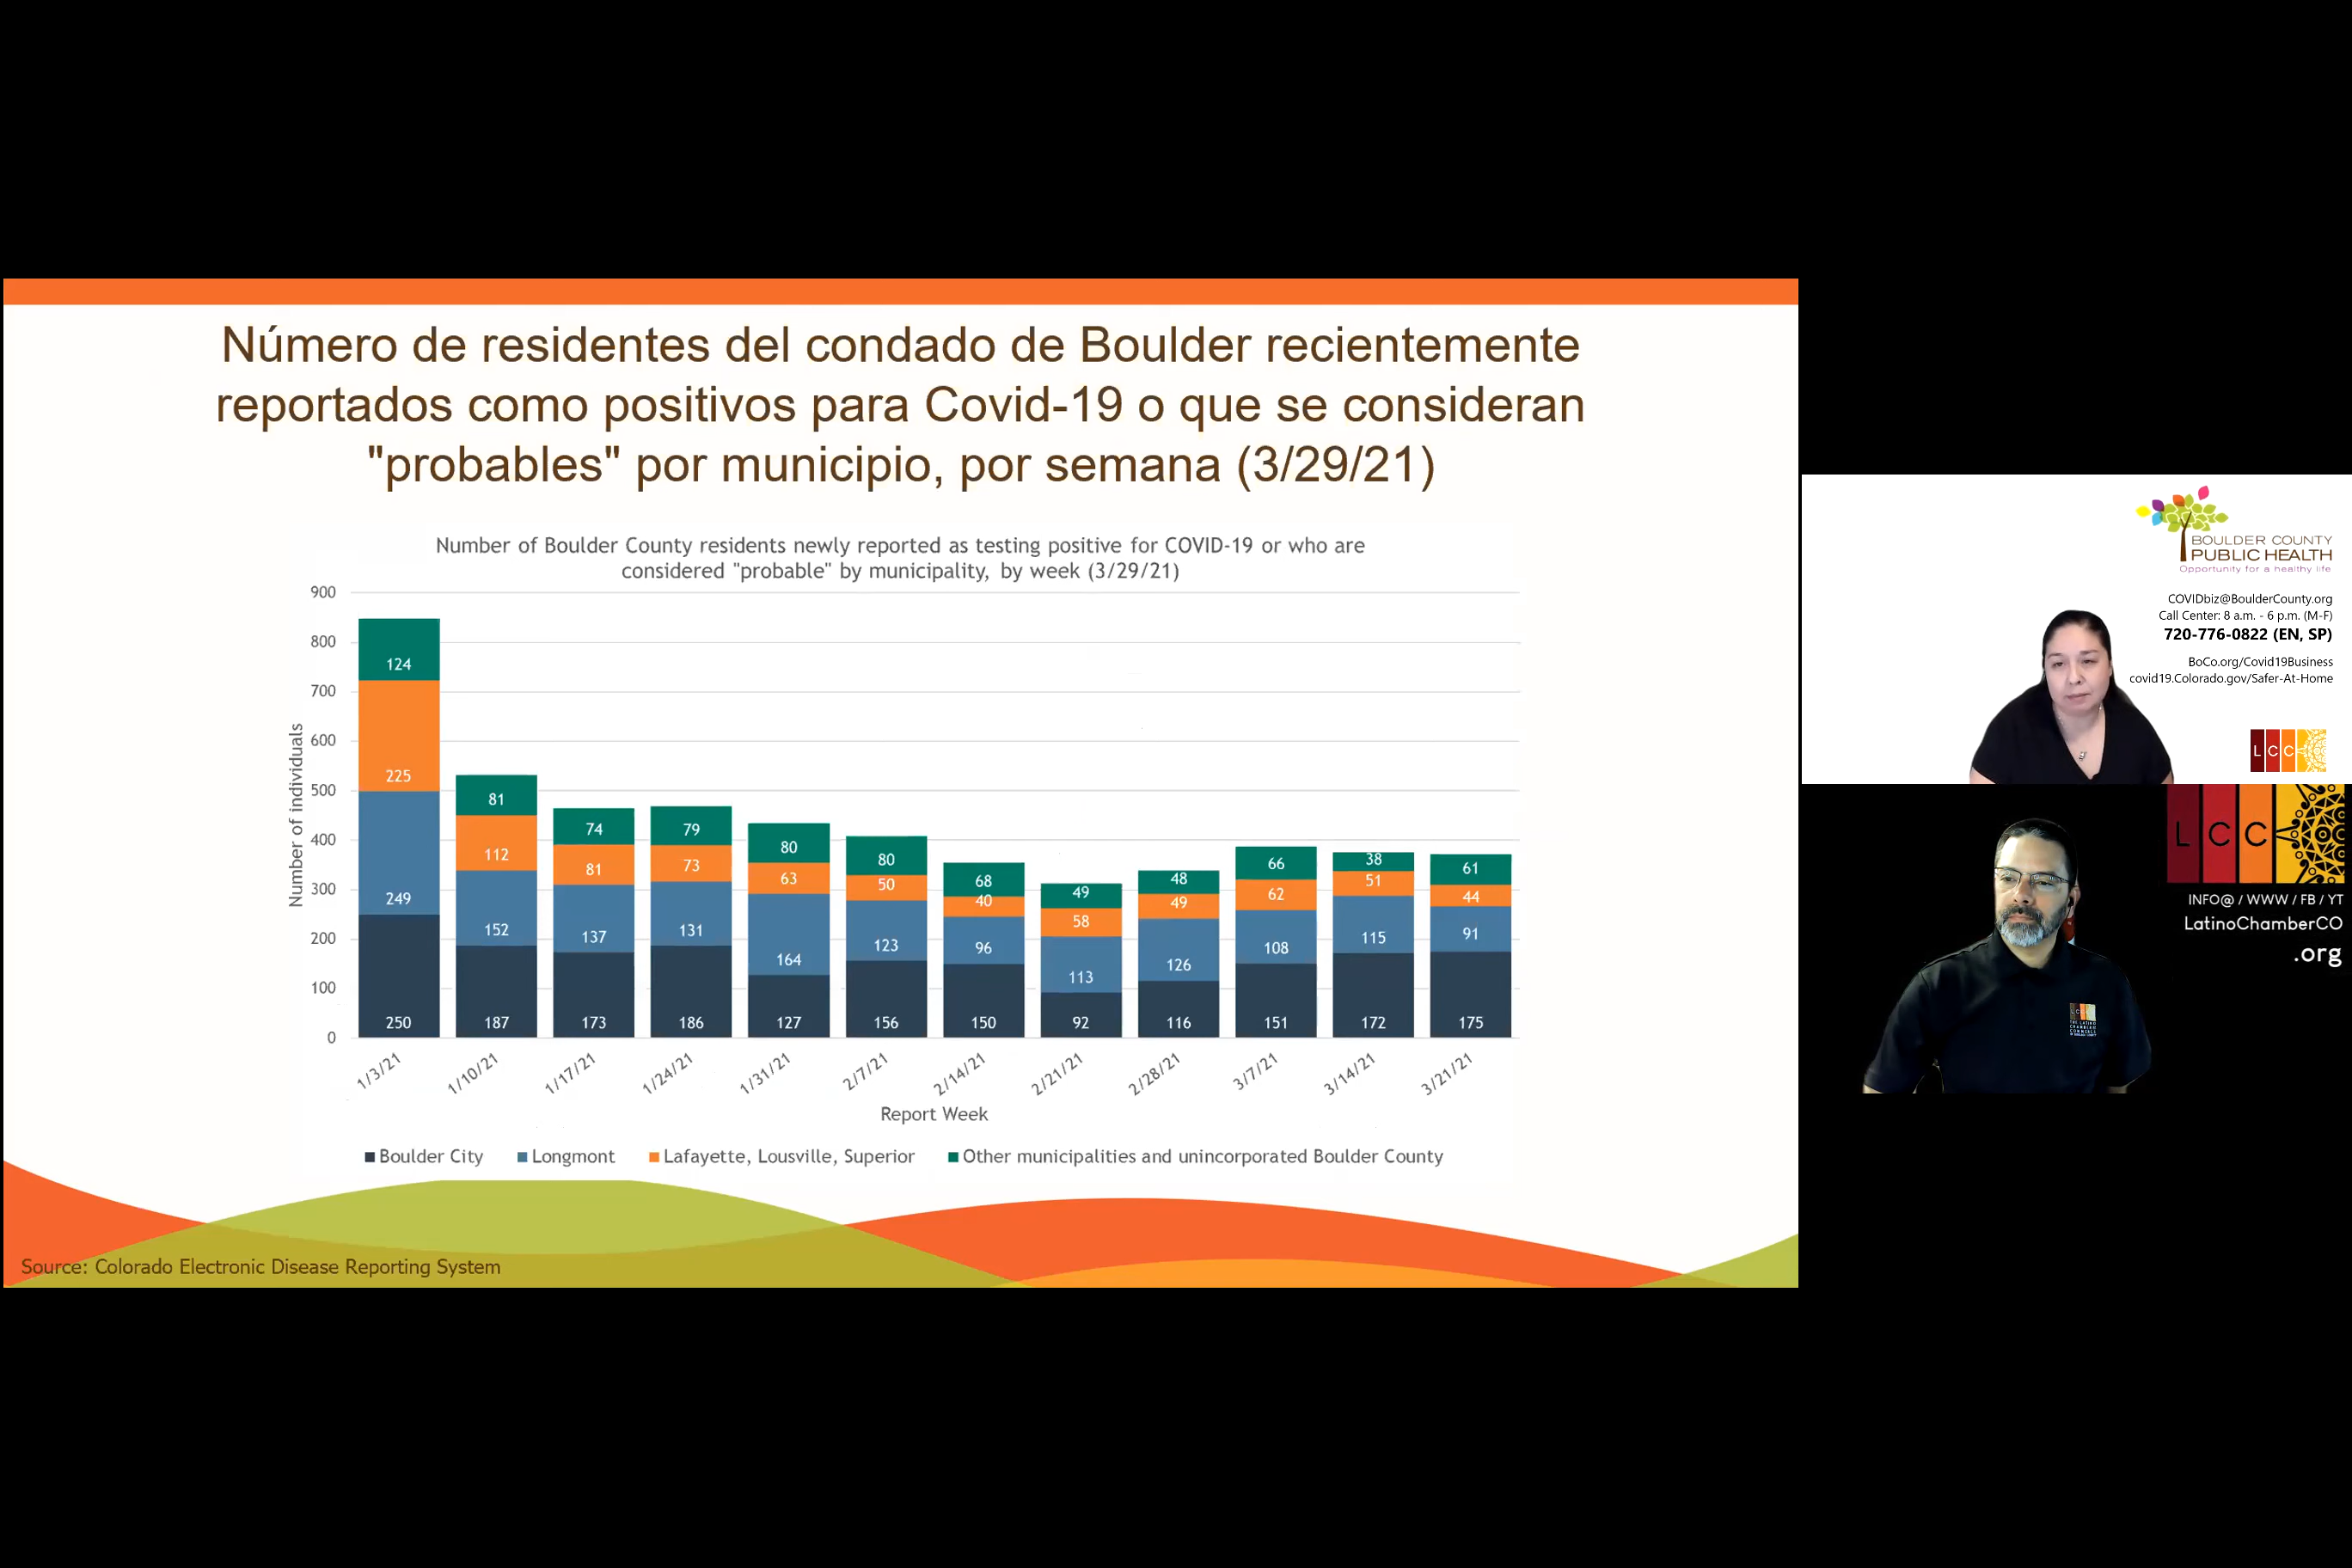 Número de residentes del condado de Boulder recientemente
reportados como positivos para Covid-19 o que se consideran
"probables" por municipio, por semana (3/29/21)
Number of Boulder County residents newly reported as testing positive for COVID-19 or who are
considered "probable" by municipality, by week (3/29/21)
Number of individuals
900
800
700
600
500
400
300
200
100
0
124
225
249
250
81
112
152
187
74
81
137
173
79
73
131
186
80
63
164
127
80
50
123
156
68
40
96
150
49
58
113
92
48
49
126
116
66
62
108
151
38
51
115
172
61
44
91
175
1/3/21
1/10/21
1/17/21
1/24/21
1/31/21
2/7/21
2/14/21
2/21/21
2/28/21
3/7/21
3/14/21
3/21/21
Report Week
Boulder City
Longmont
Lafayette, Lousville, Superior
Other municipalities and unincorporated Boulder County
Source: Colorado Electronic Disease Reporting System
BOULDER COUNTY
PUBLIC HEALTH
Opportunity for a healthy life
COVIDbiz@BoulderCounty.org
Call Center: 8 a.m. - 6 p.m. (M-F)
720-776-0822 (EN, SP)
BoCo.org/Covid19Business
covid19.Colorado.gov/Safer-At-Home
LCC
LCC
INFO@ / WWW / FB / YT
LatinoChamberCO
.org